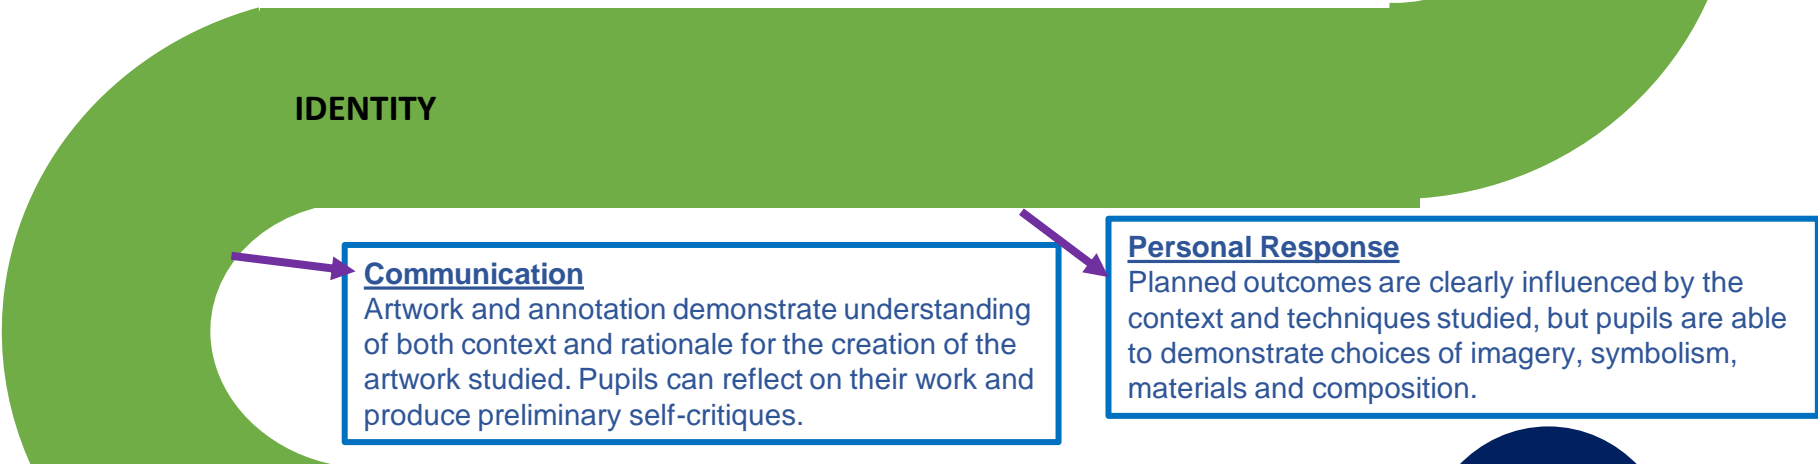 IDENTITY
Communication
Artwork and annotation demonstrate understanding
of both context and rationale for the creation of the
artwork studied. Pupils can reflect on their work and
produce preliminary self-critiques.
Personal Response
Planned outcomes are clearly influenced by the
context and techniques studied, but pupils are able
to demonstrate choices of imagery, symbolism,
materials and composition.